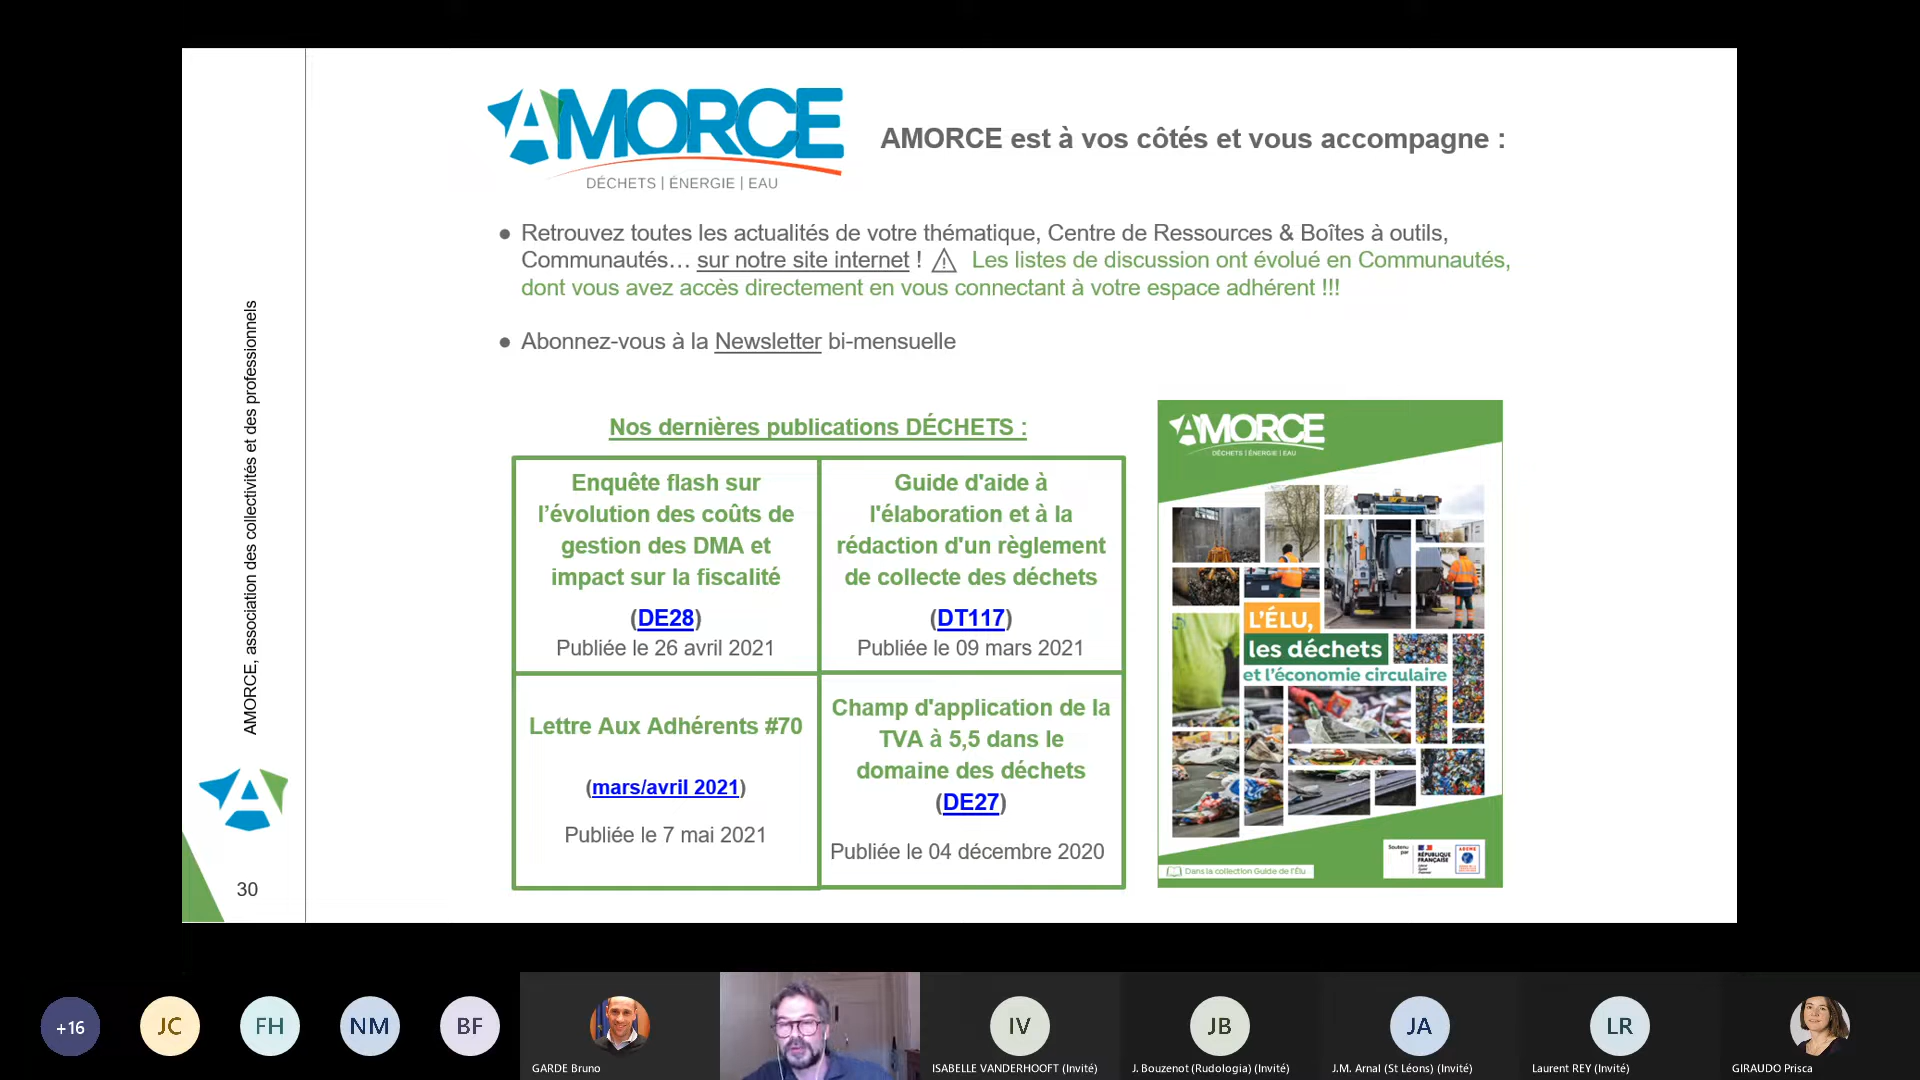 AMORCE
DÉCHETS | ÉNERGIE | EAU
AMORCE est à vos côtés et vous accompagne :
● Retrouvez toutes les actualités de votre thématique, Centre de Ressources & Boîtes à outils,
Communautés… sur notre site internet ! ⚠ Les listes de discussion ont évolué en Communautés,
dont vous avez accès directement en vous connectant à votre espace adhérent !!!
● Abonnez-vous à la Newsletter bi-mensuelle
AMORCE, association des collectivités et des professionnels
30
Nos dernières publications DÉCHETS :
Enquête flash sur
l’évolution des coûts de
gestion des DMA et
impact sur la fiscalité
(DE28)
Publiée le 26 avril 2021
Guide d'aide à
l'élaboration et à la
rédaction d'un règlement
de collecte des déchets
(DT117)
Publiée le 09 mars 2021
Lettre Aux Adhérents #70
(mars/avril 2021)
Publiée le 7 mai 2021
Champ d'application de la
TVA à 5,5 dans le
domaine des déchets
(DE27)
Publiée le 04 décembre 2020
AMORCE
DÉCHETS | ÉNERGIE | EAU
L'ÉLU,
les déchets
et l'économie circulaire
Soutenu
par
RÉPUBLIQUE
FRANÇAISE
ADEME
Dans la collection Guide de l'Élu
+16
JC
FH
NM
BF
GARDE Bruno
IV
ISABELLE VANDERHOOFT (Invité)
JB
J. Bouzenot (Rudologia) (Invité)
JA
J.M. Arnal (St Léons) (Invité)
LR
Laurent REY (Invité)
GIRAUDO Prisca